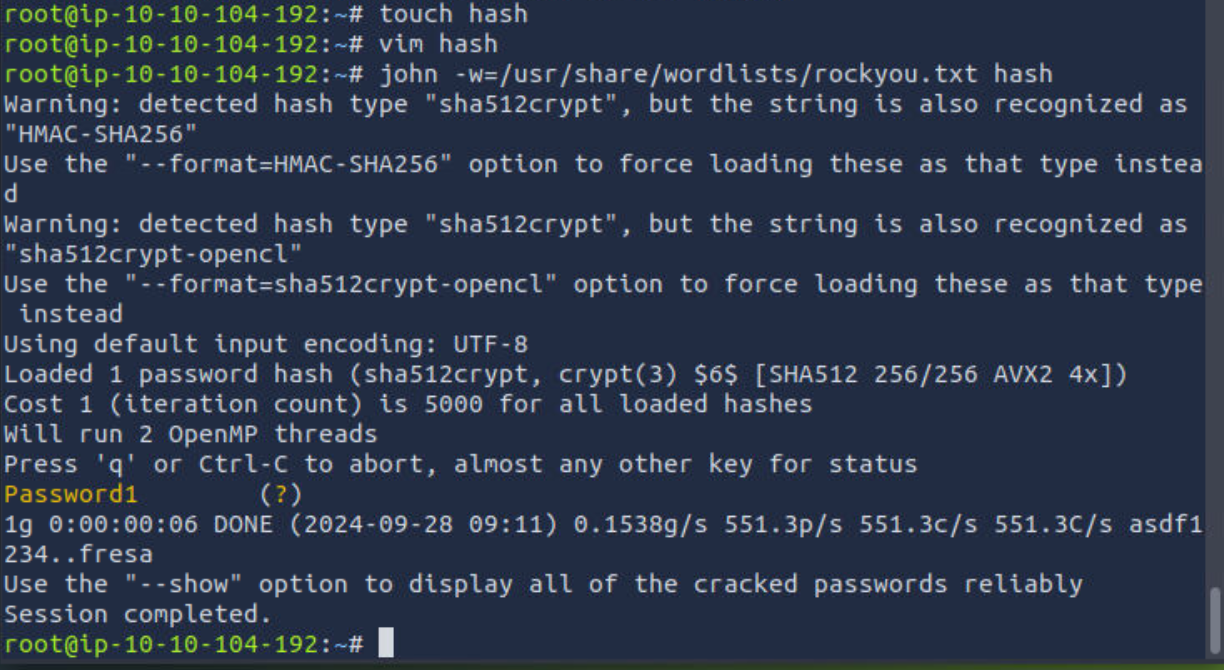 root@ip-10-10-104-192:~# touch hash
root@ip-10-10-104-192:~# vim hash
root@ip-10-10-104-192:~# john -w=/usr/share/wordlists/rockyou.txt hash
Warning: detected hash type "sha512crypt", but the string is also recognized as
"HMAC-SHA256"
Use the "--format=HMAC-SHA256" option to force loading these as that type instea
d
Warning: detected hash type "sha512crypt", but the string is also recognized as
"sha512crypt-opencl"
Use the "--format=sha512crypt-opencl" option to force loading these as that type
 instead
Using default input encoding: UTF-8
Loaded 1 password hash (sha512crypt, crypt(3) $6$ [SHA512 256/256 AVX2 4x])
Cost 1 (iteration count) is 5000 for all loaded hashes
Will run 2 OpenMP threads
Press 'q' or Ctrl-C to abort, almost any other key for status
Password1        (?)
1g 0:00:00:06 DONE (2024-09-28 09:11) 0.1538g/s 551.3p/s 551.3c/s 551.3C/s asdf1
234..fresa
Use the "--show" option to display all of the cracked passwords reliably
Session completed.
root@ip-10-10-104-192:~#